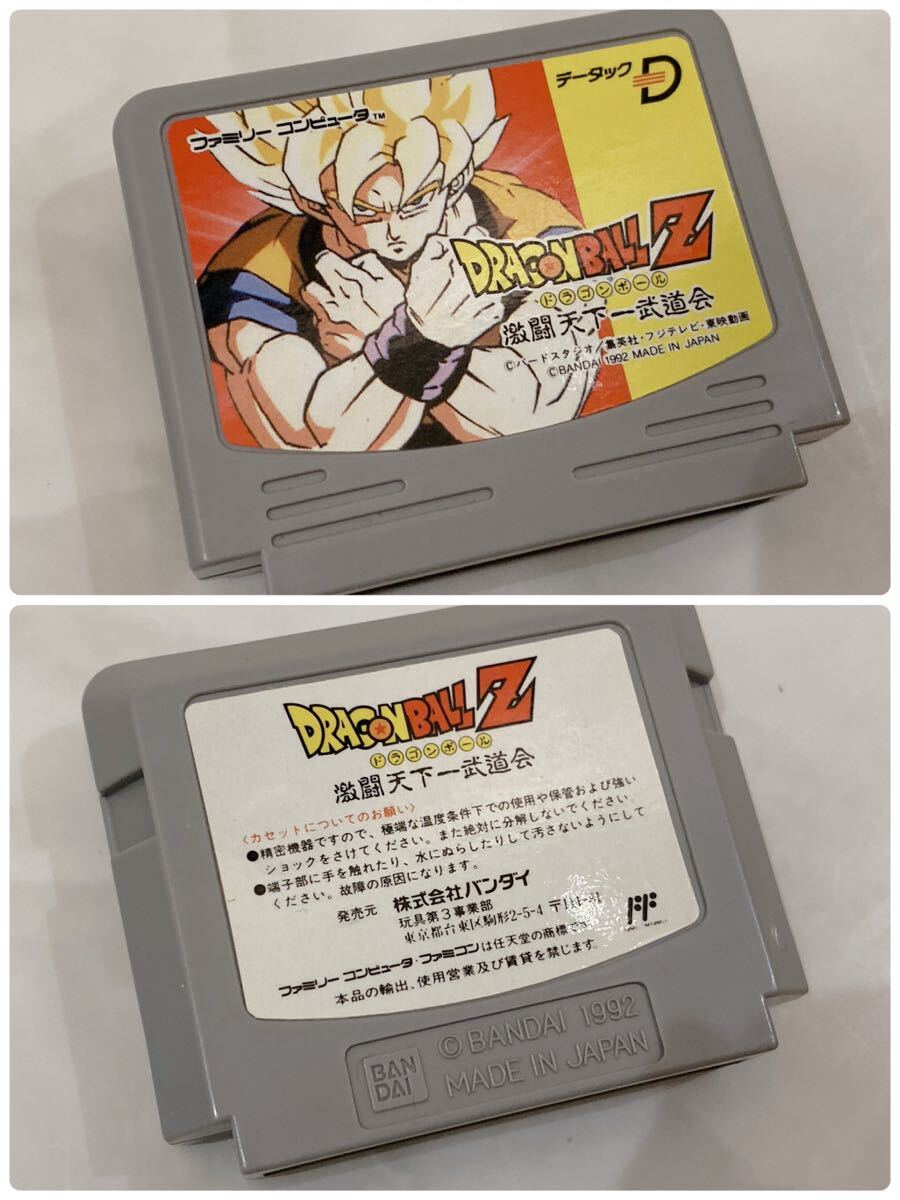 ファミリー コンピュータ™
データック
D
DRAGON BALL Z
ドラゴンボール
激闘 天下一武道会
©バードスタジオ/集英社・フジテレビ・東映動画
©BANDAI 1992 MADE IN JAPAN
DRAGON BALL Z
ドラゴンボール
激闘 天下一武道会
〈カセットについてのお願い〉
●精密機器ですので、極端な温度条件下での使用や保管および強い
ショックをさけてください。また絶対に分解しないでください。
●端子部に手を触れたり、水にぬらしたりして汚さないようにして
ください。故障の原因になります。
発売元 株式会社バンダイ
玩具第3事業部
東京都台東区駒形2-5-4 〒111
ファミリー コンピュータ・ファミコンは任天堂の商標です。
本品の輸出、使用営業及び賃貸を禁じます。
BAN
DAI
© BANDAI 1992
MADE IN JAPAN